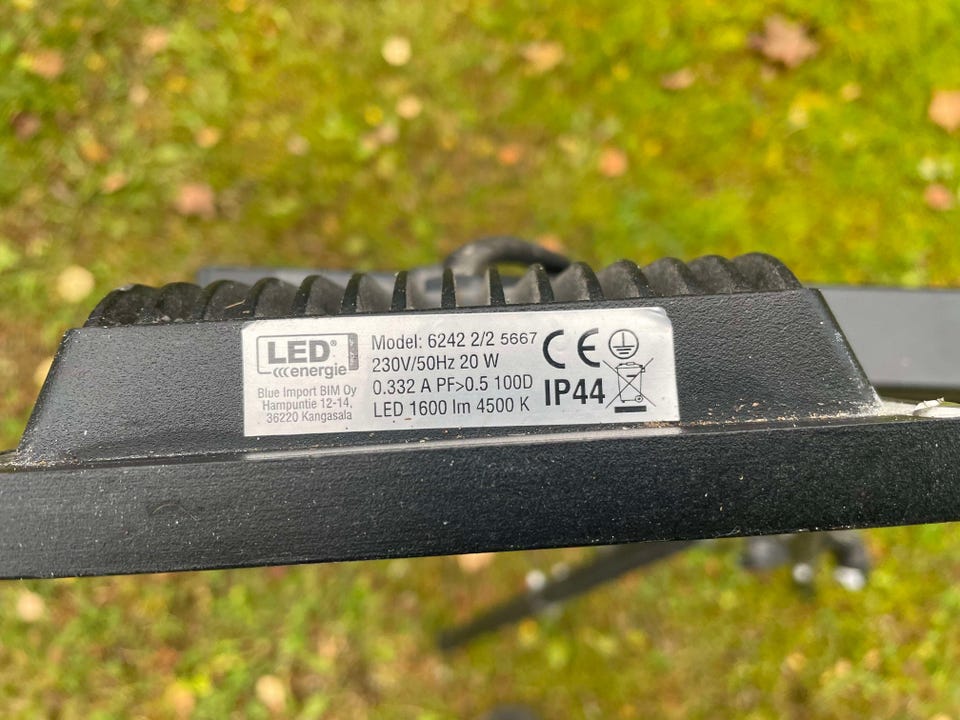 LED®
energie
Blue Import BIM Oy
Hampuntie 12-14,
36220 Kangasala
Model: 6242 2/2 5667
230V/50Hz 20 W
0.332 A PF>0.5 100D
LED 1600 lm 4500 K
CE
IP44